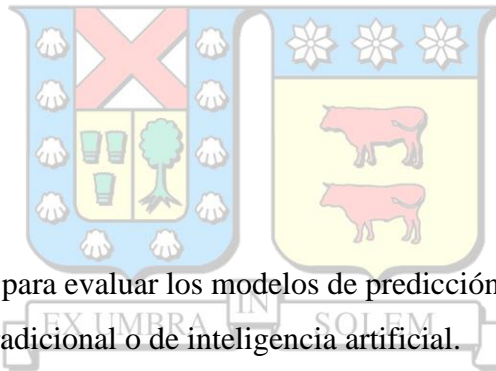 para evaluar los modelos de predicción
EX UMBRA IN SOLEM
adicional o de inteligencia artificial.